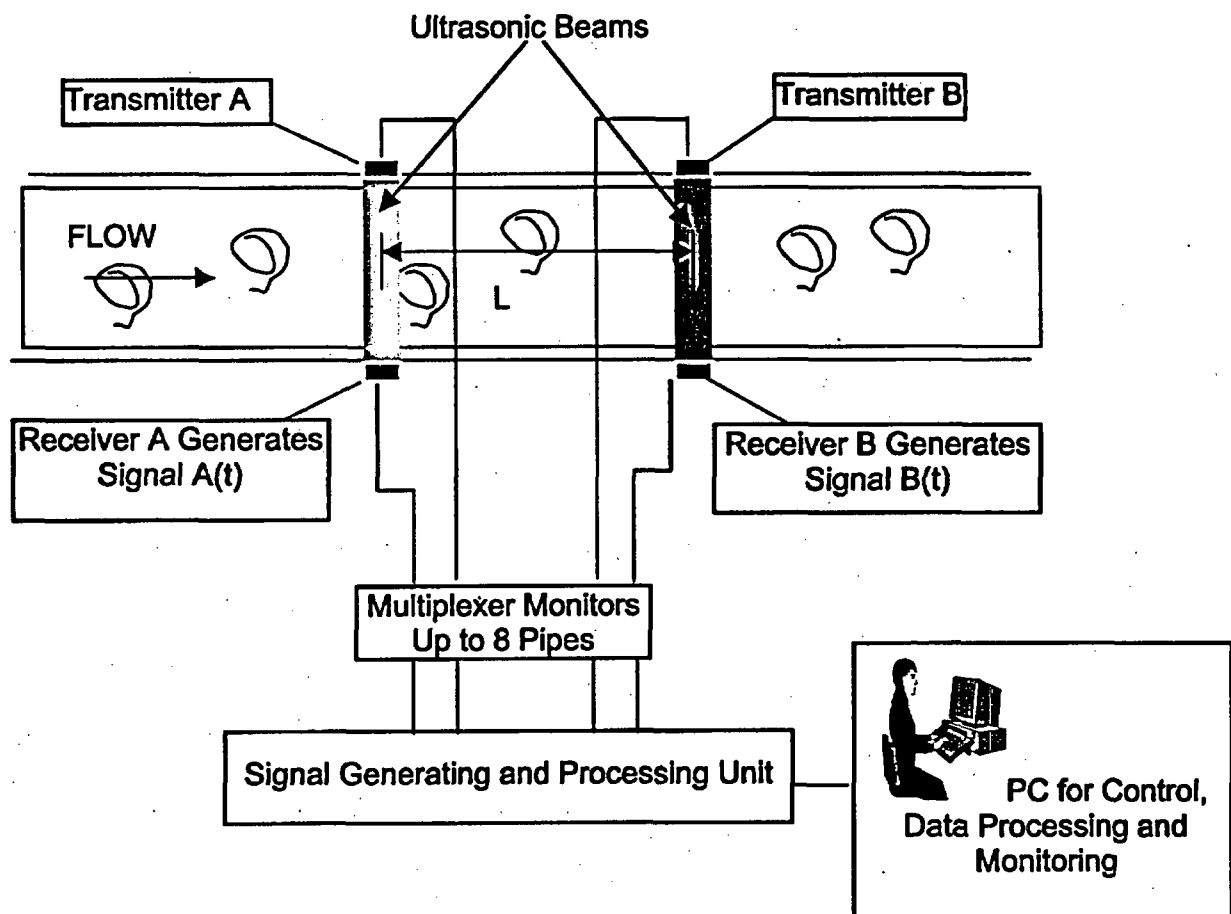 Ultrasonic Beams
Transmitter A
Transmitter B
FLOW
L
Receiver A Generates
Signal A(t)
Receiver B Generates
Signal B(t)
Multiplexer Monitors
Up to 8 Pipes
Signal Generating and Processing Unit
PC for Control,
Data Processing and
Monitoring